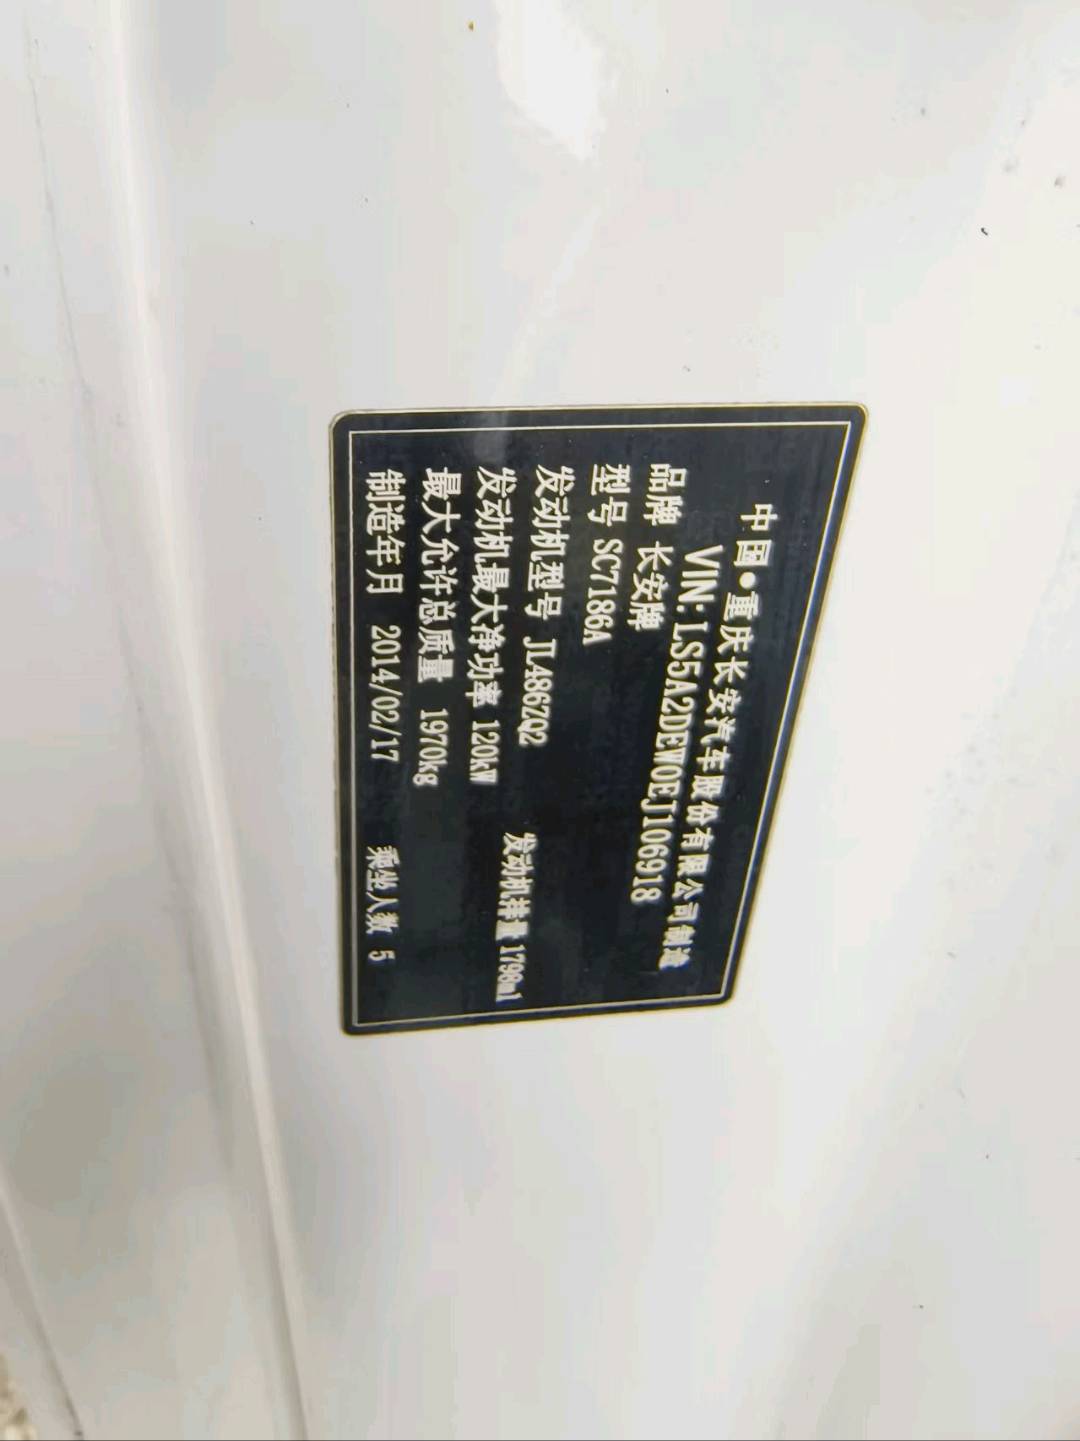 中国●重庆长安汽车股份有限公司制造
VIN:LS5A2DEW0EJ106918
品牌 长安牌
型号 SC7186A
发动机型号 JL486ZQ2 发动机排量 1798ml
发动机最大净功率 120kW
最大允许总质量 1970kg
制造年月 2014/02/17 乘坐人数 5